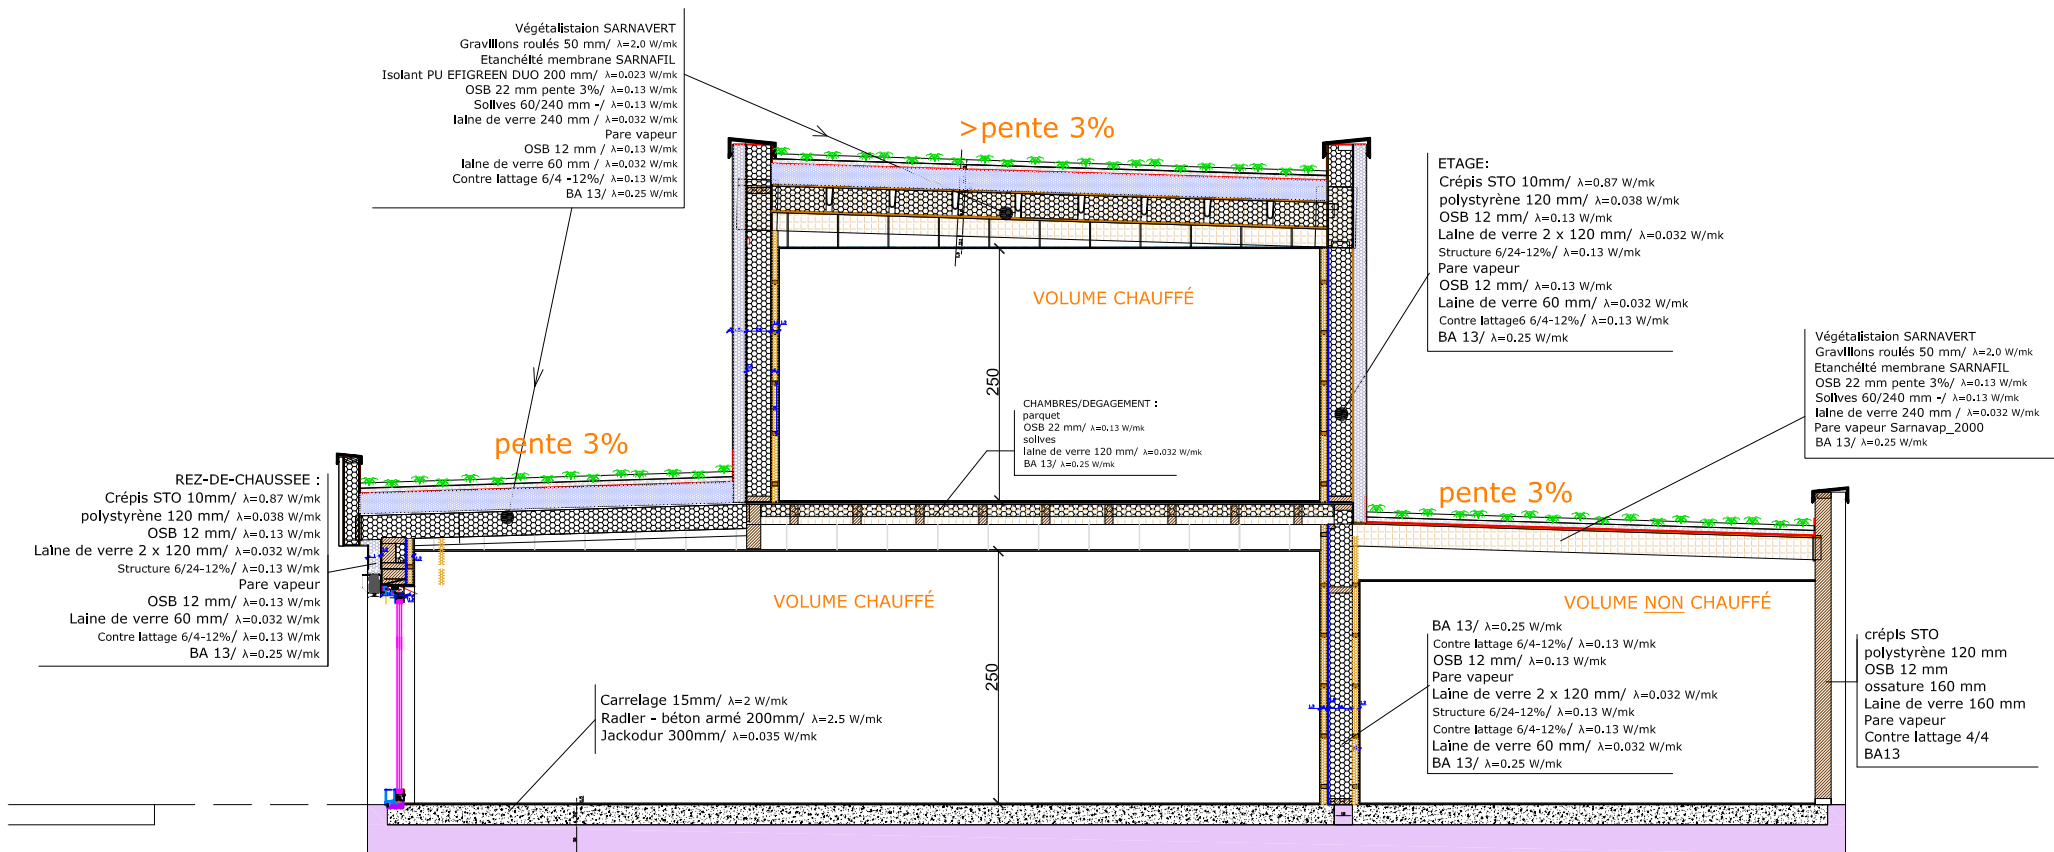 Végétalistaion SARNAVERT
Gravillons roulés 50 mm/ λ=2.0 W/mk
Etanchéité membrane SARNAFIL
Isolant PU EFIGREEN DUO 200 mm/ λ=0.023 W/mk
OSB 22 mm pente 3%/ λ=0.13 W/mk
Solives 60/240 mm -/ λ=0.13 W/mk
laine de verre 240 mm / λ=0.032 W/mk
Pare vapeur
OSB 12 mm / λ=0.13 W/mk
laine de verre 60 mm / λ=0.032 W/mk
Contre lattage 6/4 -12%/ λ=0.13 W/mk
BA 13/ λ=0.25 W/mk
>pente 3%
ETAGE:
Crépis STO 10mm/ λ=0.87 W/mk
polystyrène 120 mm/ λ=0.038 W/mk
OSB 12 mm/ λ=0.13 W/mk
Laine de verre 2 x 120 mm/ λ=0.032 W/mk
Structure 6/24-12%/ λ=0.13 W/mk
Pare vapeur
OSB 12 mm/ λ=0.13 W/mk
Laine de verre 60 mm/ λ=0.032 W/mk
Contre lattage6 6/4-12%/ λ=0.13 W/mk
BA 13/ λ=0.25 W/mk
VOLUME CHAUFFÉ
250
Végétalistaion SARNAVERT
Gravillons roulés 50 mm/ λ=2.0 W/mk
Etanchéité membrane SARNAFIL
OSB 22 mm pente 3%/ λ=0.13 W/mk
Solives 60/240 mm -/ λ=0.13 W/mk
laine de verre 240 mm / λ=0.032 W/mk
Pare vapeur Sarnavap_2000
BA 13/ λ=0.25 W/mk
CHAMBRES/DEGAGEMENT :
parquet
OSB 22 mm/ λ=0.13 W/mk
solives
laine de verre 120 mm/ λ=0.032 W/mk
BA 13/ λ=0.25 W/mk
pente 3%
pente 3%
REZ-DE-CHAUSSEE :
Crépis STO 10mm/ λ=0.87 W/mk
polystyrène 120 mm/ λ=0.038 W/mk
OSB 12 mm/ λ=0.13 W/mk
Laine de verre 2 x 120 mm/ λ=0.032 W/mk
Structure 6/24-12%/ λ=0.13 W/mk
Pare vapeur
OSB 12 mm/ λ=0.13 W/mk
Laine de verre 60 mm/ λ=0.032 W/mk
Contre lattage 6/4-12%/ λ=0.13 W/mk
BA 13/ λ=0.25 W/mk
VOLUME CHAUFFÉ
250
VOLUME NON CHAUFFÉ
BA 13/ λ=0.25 W/mk
Contre lattage 6/4-12%/ λ=0.13 W/mk
OSB 12 mm/ λ=0.13 W/mk
Pare vapeur
Laine de verre 2 x 120 mm/ λ=0.032 W/mk
Structure 6/24-12%/ λ=0.13 W/mk
Contre lattage 6/4-12%/ λ=0.13 W/mk
Laine de verre 60 mm/ λ=0.032 W/mk
BA 13/ λ=0.25 W/mk
crépis STO
polystyrène 120 mm
OSB 12 mm
ossature 160 mm
Laine de verre 160 mm
Pare vapeur
Contre lattage 4/4
BA13
Carrelage 15mm/ λ=2 W/mk
Radier - béton armé 200mm/ λ=2.5 W/mk
Jackodur 300mm/ λ=0.035 W/mk